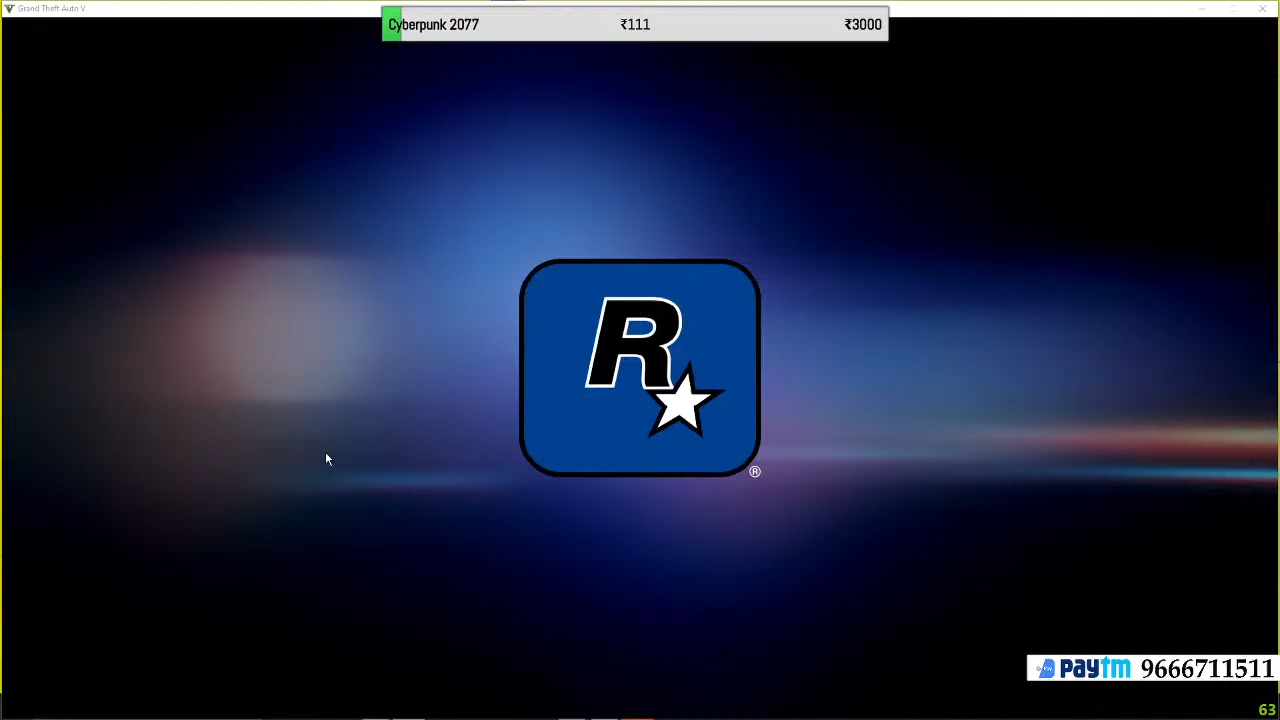 Grand Theft Auto V
Cyberpunk 2077 ₹111 ₹3000
R
®
paytm 9666711511
63